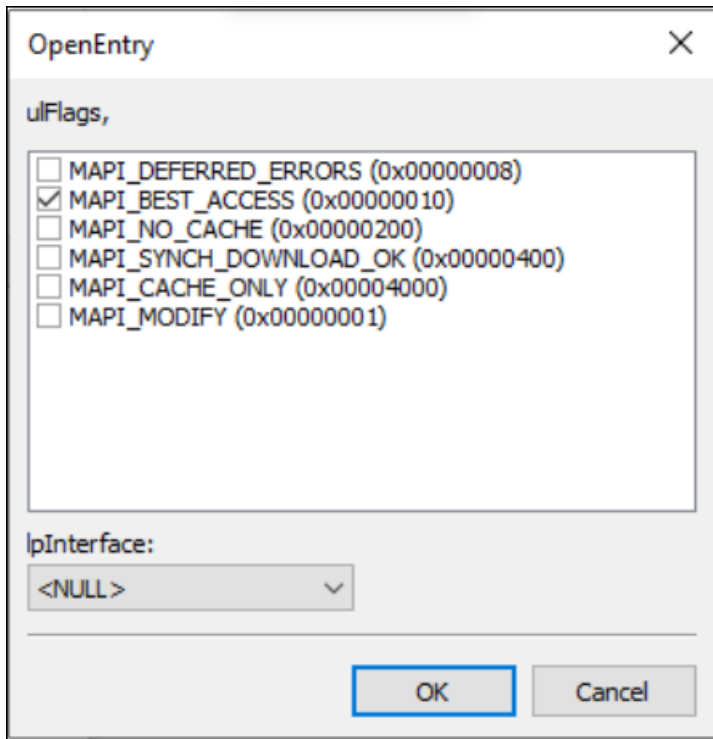 OpenEntry
ulFlags,
MAPI_DEFERRED_ERRORS (0x00000008)
MAPI_BEST_ACCESS (0x00000010)
MAPI_NO_CACHE (0x00000200)
MAPI_SYNCH_DOWNLOAD_OK (0x00000400)
MAPI_CACHE_ONLY (0x00004000)
MAPI_MODIFY (0x00000001)
lpInterface:
<NULL>
OK Cancel